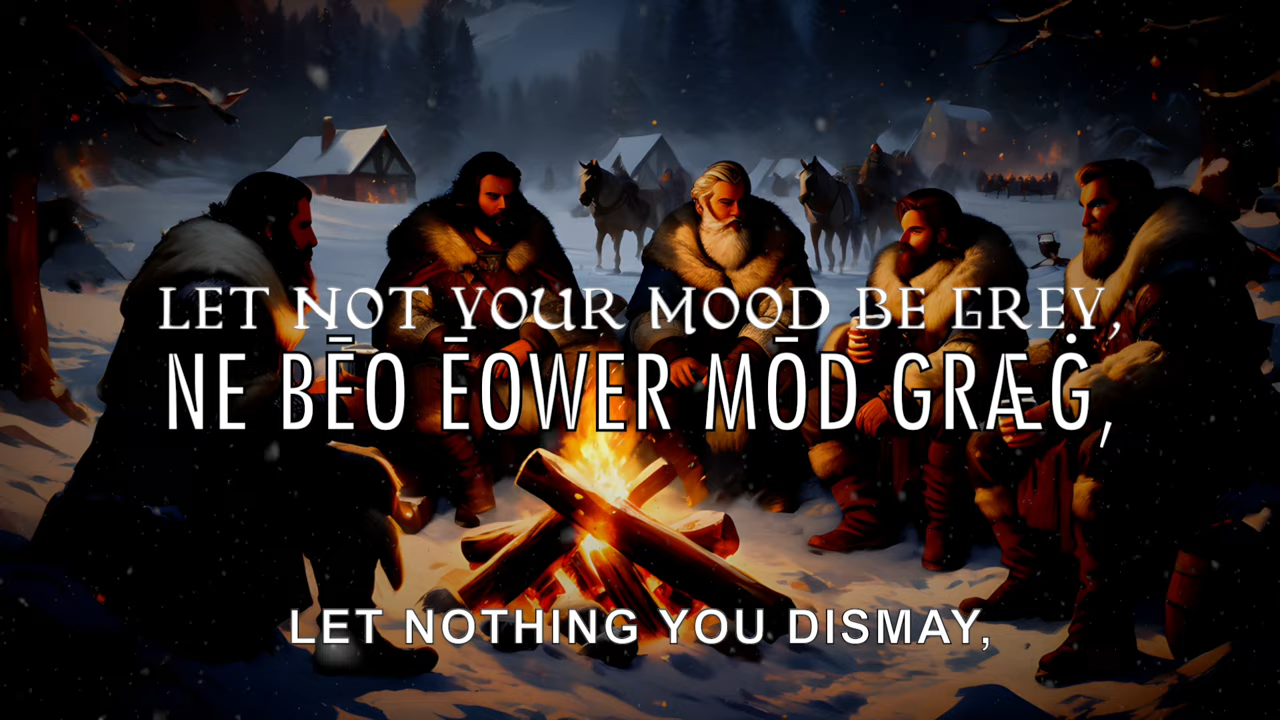 LET NOT YOUR MOOD BE GREY,
NE BĒO ĒOWER MŌD GRÆĠ,
LET NOTHING YOU DISMAY,